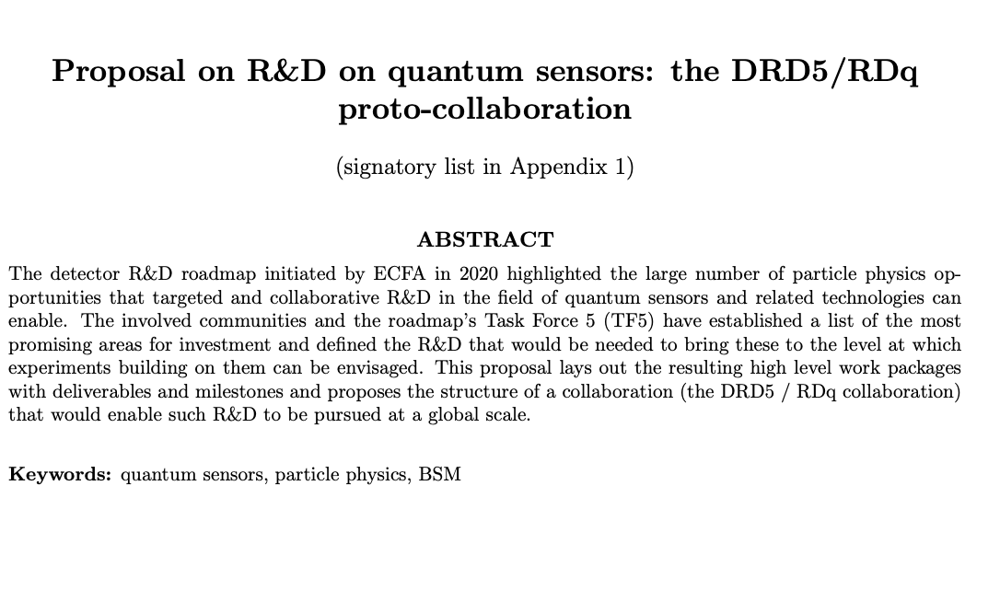 Proposal on R&D on quantum sensors: the DRD5/RDq
proto-collaboration
(signatory list in Appendix 1)
ABSTRACT
The detector R&D roadmap initiated by ECFA in 2020 highlighted the large number of particle physics op-
portunities that targeted and collaborative R&D in the field of quantum sensors and related technologies can
enable. The involved communities and the roadmap's Task Force 5 (TF5) have established a list of the most
promising areas for investment and defined the R&D that would be needed to bring these to the level at which
experiments building on them can be envisaged. This proposal lays out the resulting high level work packages
with deliverables and milestones and proposes the structure of a collaboration (the DRD5 / RDq collaboration)
that would enable such R&D to be pursued at a global scale.
Keywords: quantum sensors, particle physics, BSM